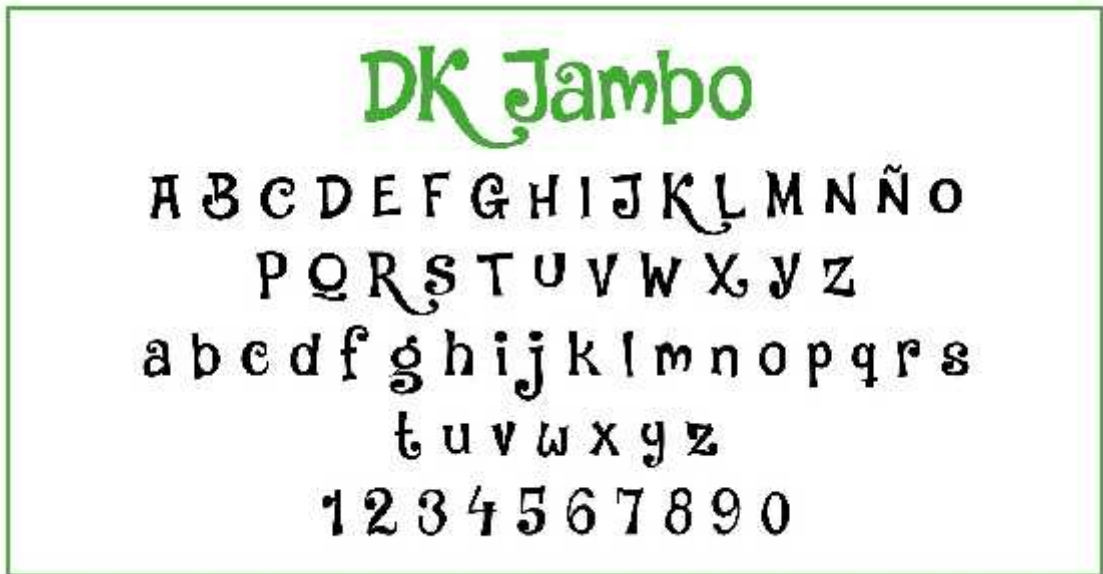 DK Jambo
A B C D E F G H I J K L M N Ñ O
P Q R S T U V W X Y Z
a b c d f g h i j k l m n o p q r s
t u v w x y z
1 2 3 4 5 6 7 8 9 0